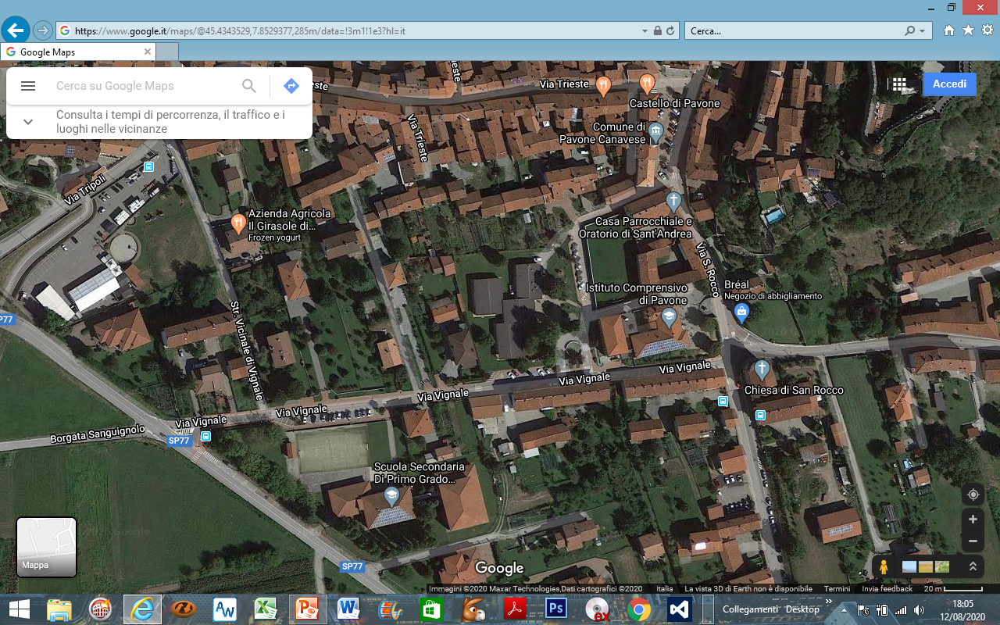 https://www.google.it/maps/@45.4343529,7.8529377,285m/data=!3m1!1e3?hl=it
Cerca...
Google Maps
Cerca su Google Maps
Consulta i tempi di percorrenza, il traffico e i
luoghi nelle vicinanze
Accedi
Via Trieste
Castello di Pavone
Comune di
Pavone Canavese
Via Trieste
Via Tripoli
Azienda Agricola
Il Girasole di...
Frozen yogurt
Casa Parrocchiale e
Oratorio di Sant'Andrea
Via S. Rocco
Bréal
Negozio di abbigliamento
Istituto Comprensivo
di Pavone
Str. Vicinale di Vignale
SP77
Via Vignale
Via Vignale
Via Vignale
Via Vignale
Via Vignale
Chiesa di San Rocco
Borgata Sanguignolo
SP77
Scuola Secondaria
Di Primo Grado...
SP77
Mappa
Google
Immagini ©2020 Maxar Technologies,Dati cartografici ©2020
Italia
La vista 3D di Earth non è disponibile
Termini
Invia feedback
20 m
Collegamenti
Desktop
18:05
12/08/2020